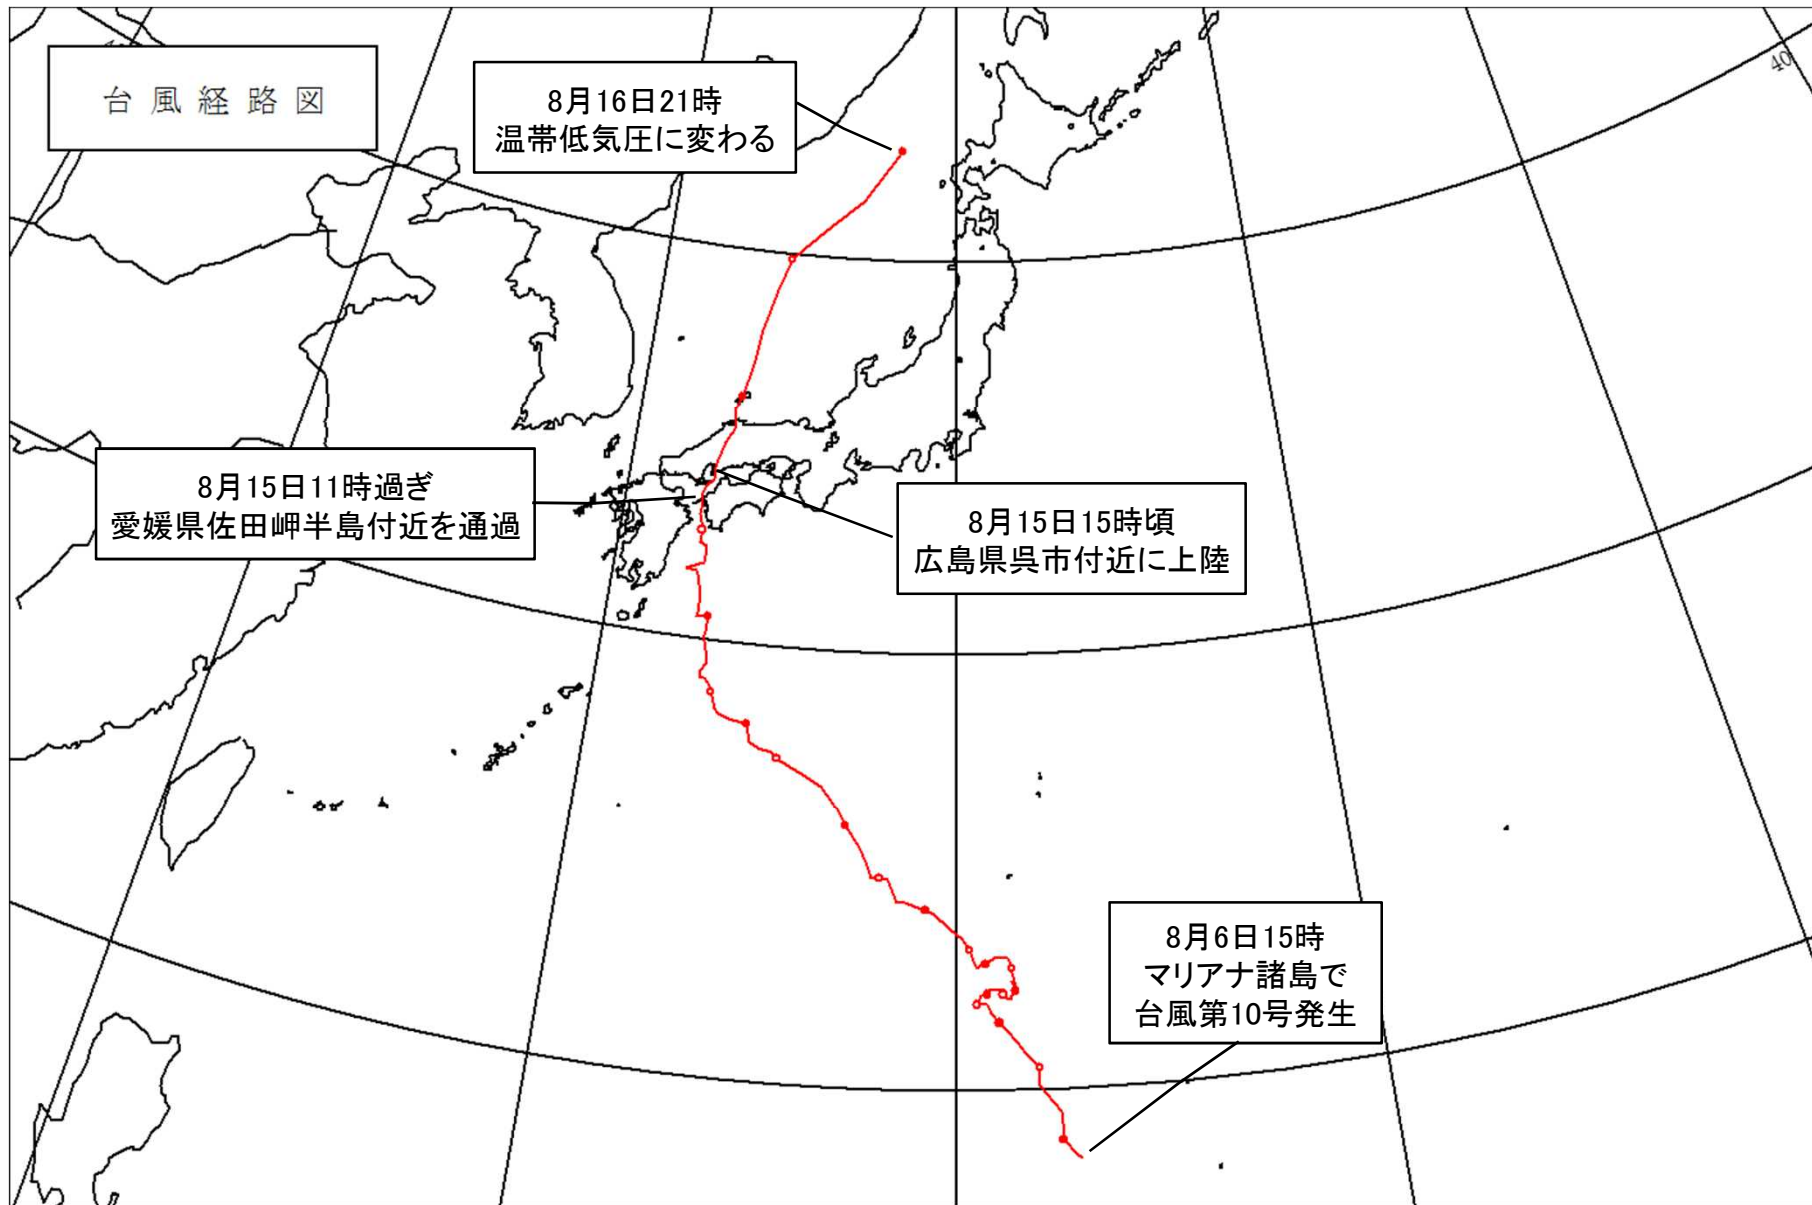 台風経路図
8月16日21時
温帯低気圧に変わる
40
8月15日11時過ぎ
愛媛県佐田岬半島付近を通過
8月15日15時頃
広島県呉市付近に上陸
8月6日15時
マリアナ諸島で
台風第10号発生